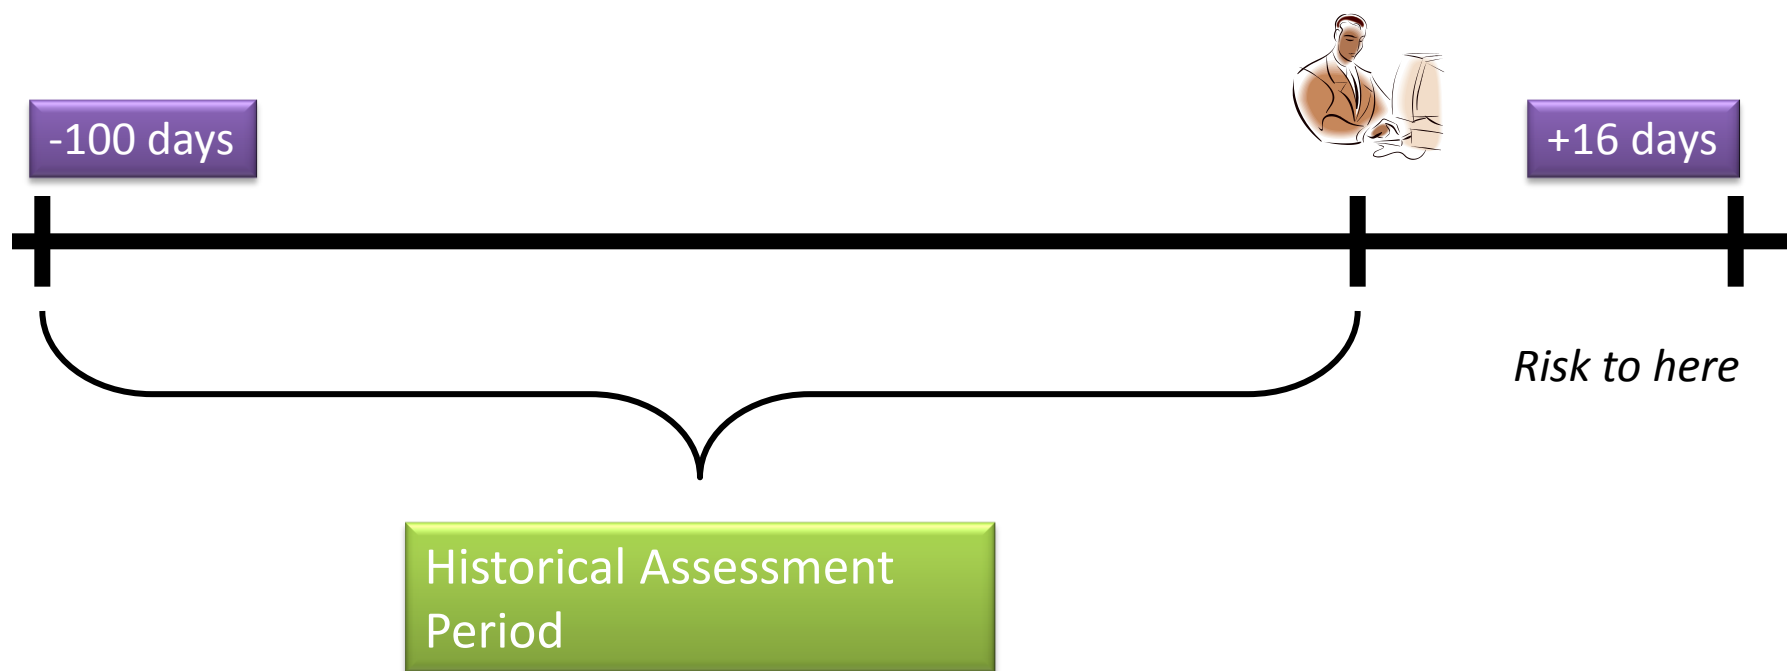 -100 days
+16 days
Risk to here
Historical Assessment
Period